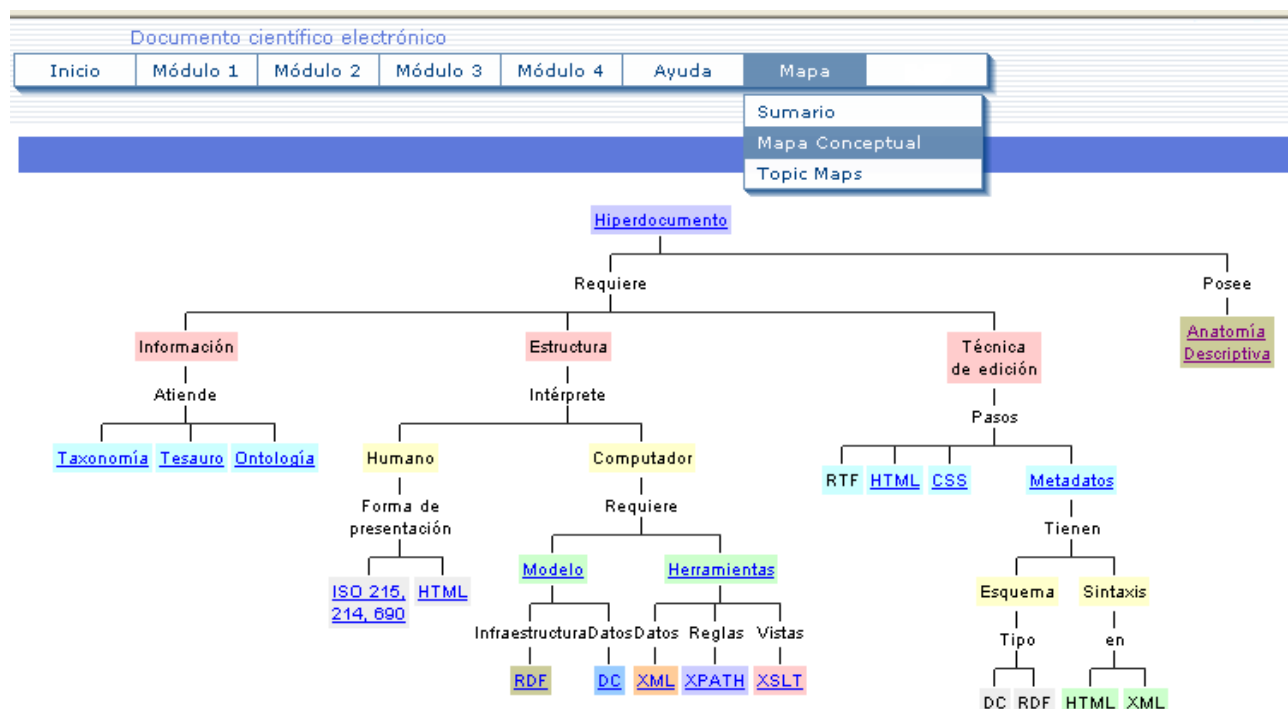 Documento científico electrónico
Inicio Módulo 1 Módulo 2 Módulo 3 Módulo 4 Ayuda Mapa
Sumario
Mapa Conceptual
Topic Maps
Hiperdocumento
Requiere Posee
Información Estructura Técnica de edición Anatomía Descriptiva
Atiende Intérprete Pasos
Taxonomía Tesauro Ontología Humano Computador RTF HTML CSS Metadatos
Forma de presentación Requiere Tienen
ISO 215, 214, 690 HTML Modelo Herramientas Esquema Sintaxis
Infraestructura Datos Datos Reglas Vistas Tipo en
RDF DC XML XPATH XSLT DC RDF HTML XML